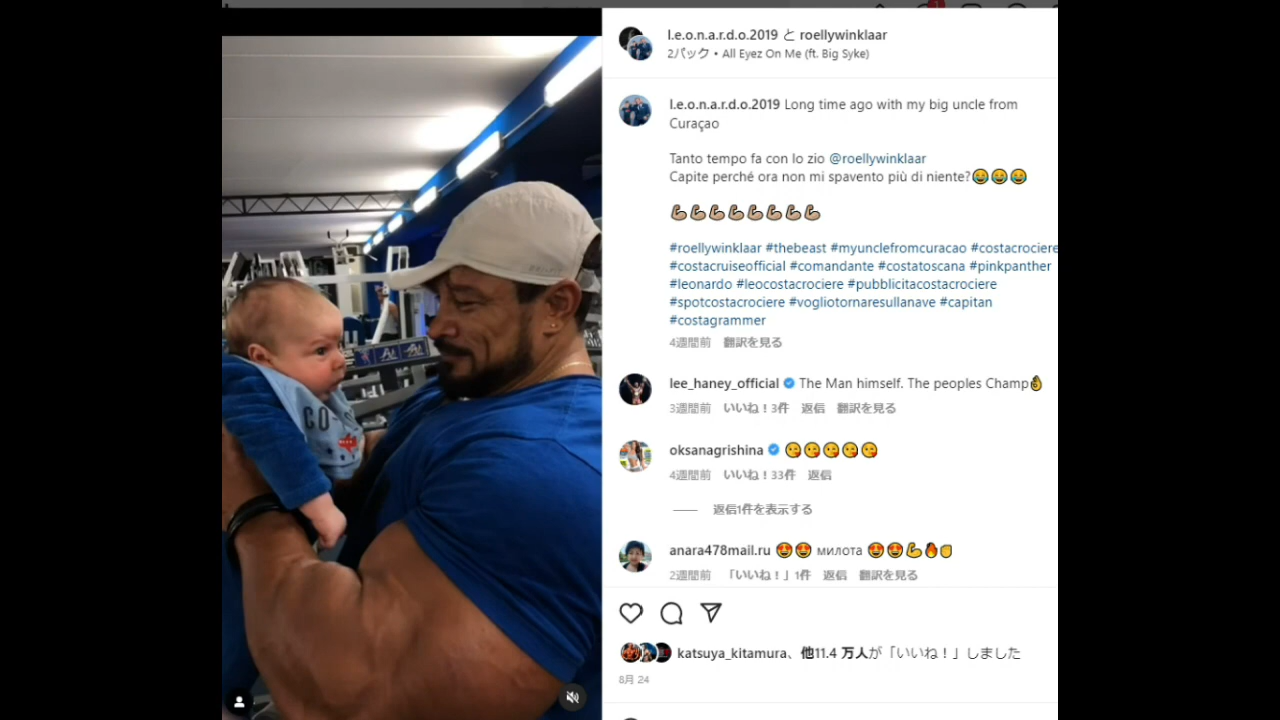 l.e.o.n.a.r.d.o.2019 と roellywinklaar
2パック • All Eyez On Me (ft. Big Syke)
l.e.o.n.a.r.d.o.2019 Long time ago with my big uncle from
Curaçao
Tanto tempo fa con lo zio @roellywinklaar
Capite perché ora non mi spavento più di niente?😂😂😂
💪🏼💪🏼💪🏼💪🏼💪🏼💪🏼💪🏼💪🏼
#roellywinklaar #thebeast #myunclefromcuracao #costacrociere
#costacruiseofficial #comandante #costatoscana #pinkpanther
#leonardo #leocostacrociere #pubblicitacostacrociere
#spotcostacrociere #vogliotornaresullanave #capitan
#costagrammer
4週間前 翻訳を見る
lee_haney_official The Man himself. The peoples Champ👌
3週間前 いいね！3件 返信 翻訳を見る
oksanagrishina 😘😘😘😘😘
4週間前 いいね！33件 返信
返信1件を表示する
anara478mail.ru 😍😍 милота 😍😍💪🔥✊
2週間前 「いいね！」1件 返信 翻訳を見る
katsuya_kitamura、他11.4 万人が「いいね！」しました
8月 24